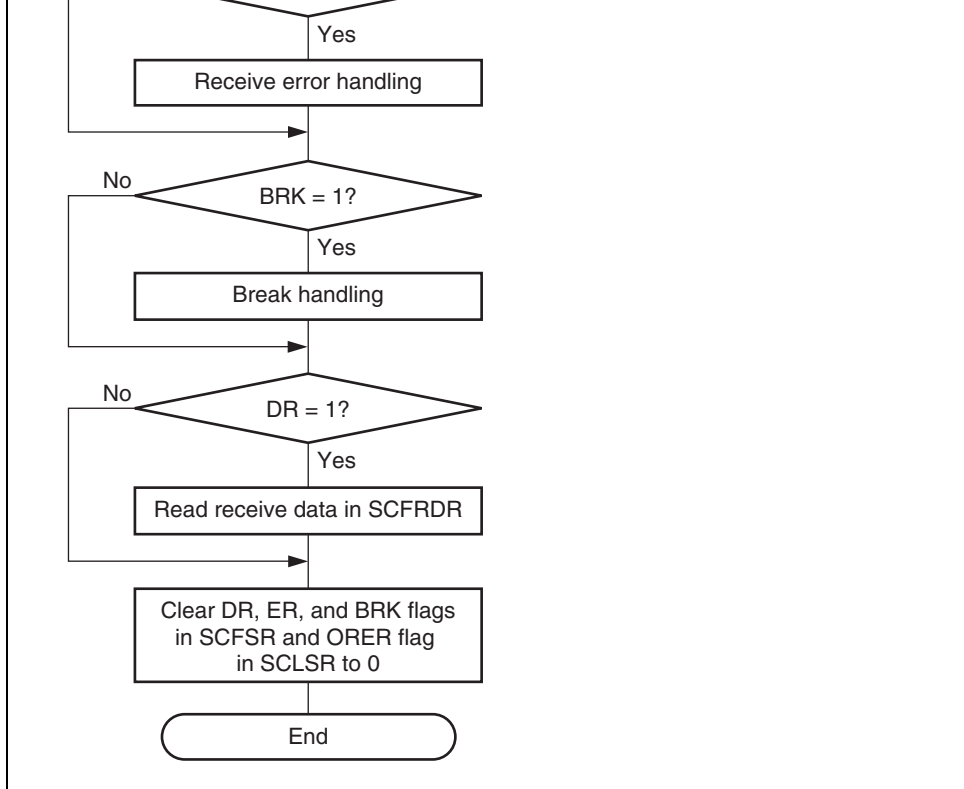 Yes
Receive error handling
No
BRK = 1?
Yes
Break handling
No
DR = 1?
Yes
Read receive data in SCFRDR
Clear DR, ER, and BRK flags
in SCFSR and ORER flag
in SCLSR to 0
End